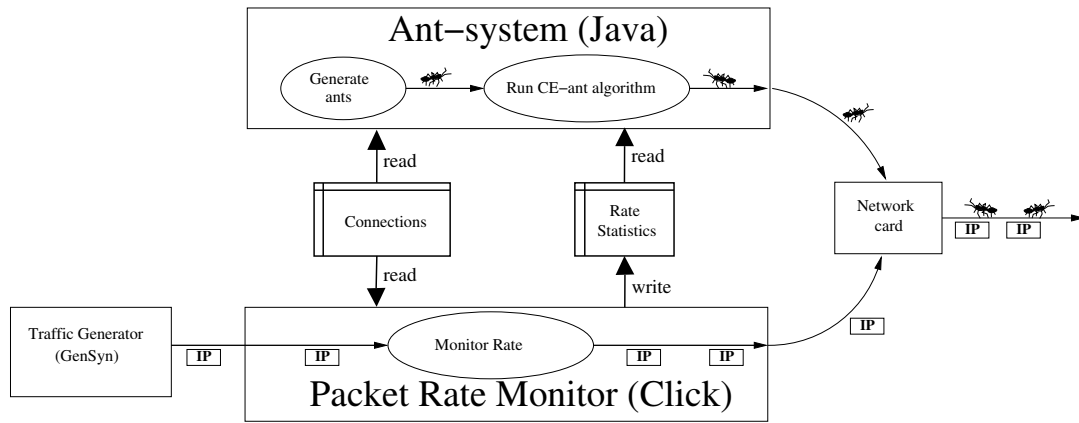 Ant−system (Java)
Generate
ants
Run CE−ant algorithm
read
read
Connections
Rate
Statistics
Network
card
IP IP
read
write
Traffic Generator
(GenSyn)
IP
IP
Monitor Rate
IP
IP
IP
Packet Rate Monitor (Click)